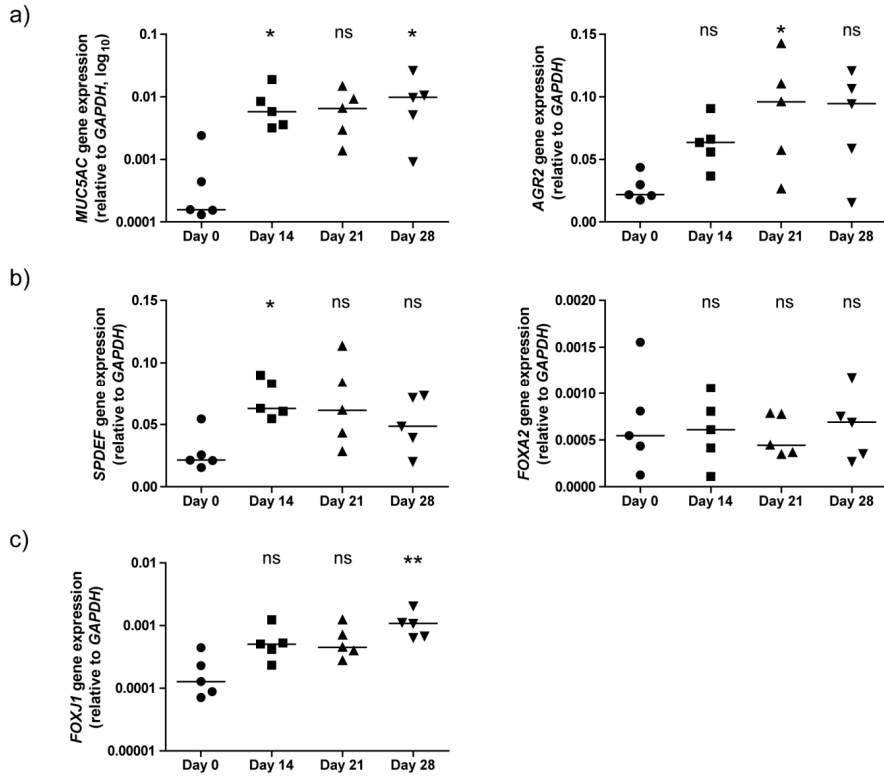 a)
MUC5AC gene expression
(relative to GAPDH, log10)
0.1
0.01
0.001
0.0001
* ns *
Day 0 Day 14 Day 21 Day 28
AGR2 gene expression
(relative to GAPDH)
0.15
0.10
0.05
0.00
ns * ns
Day 0 Day 14 Day 21 Day 28
b)
SPDEF gene expression
(relative to GAPDH)
0.15
0.10
0.05
0.00
* ns ns
Day 0 Day 14 Day 21 Day 28
FOXA2 gene expression
(relative to GAPDH)
0.0020
0.0015
0.0010
0.0005
0.0000
ns ns ns
Day 0 Day 14 Day 21 Day 28
c)
FOXJ1 gene expression
(relative to GAPDH)
0.01
0.001
0.0001
0.00001
ns ns **
Day 0 Day 14 Day 21 Day 28